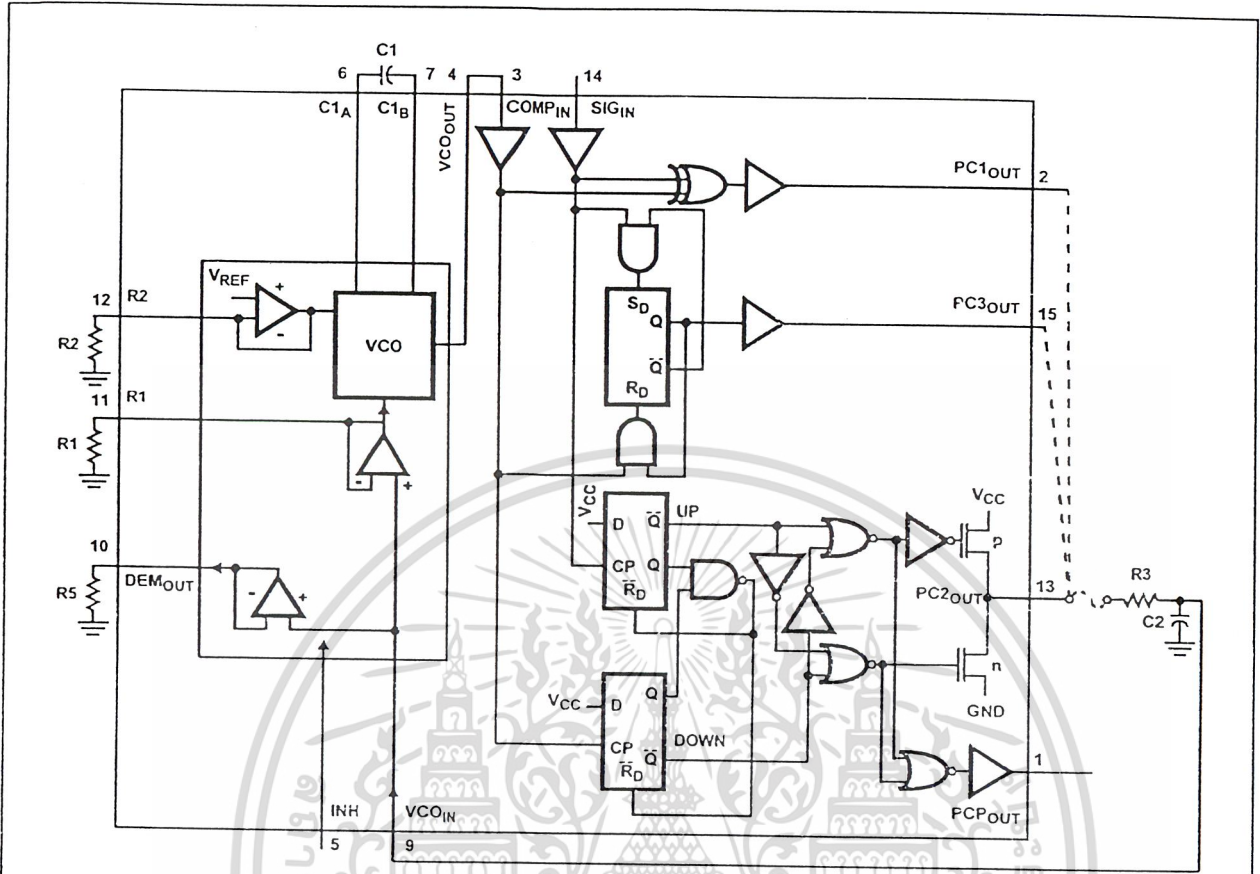 C1
6
7
4
3
14
C1A
C1B
VCOOUT
COMPIN
SIGIN
PC1OUT
2
VREF
+
-
12
R2
R2
VCO
SD
Q
Q̅
RD
PC3OUT
15
11
R1
R1
-
+
VCC
D
Q̅
UP
CP
Q
R̅D
VCC
p
10
DEMOUT
R5
-
+
PC2OUT
13
R3
C2
n
GND
VCC
D
Q
CP
Q̅
DOWN
R̅D
1
PCPOUT
INH
VCOIN
5
9